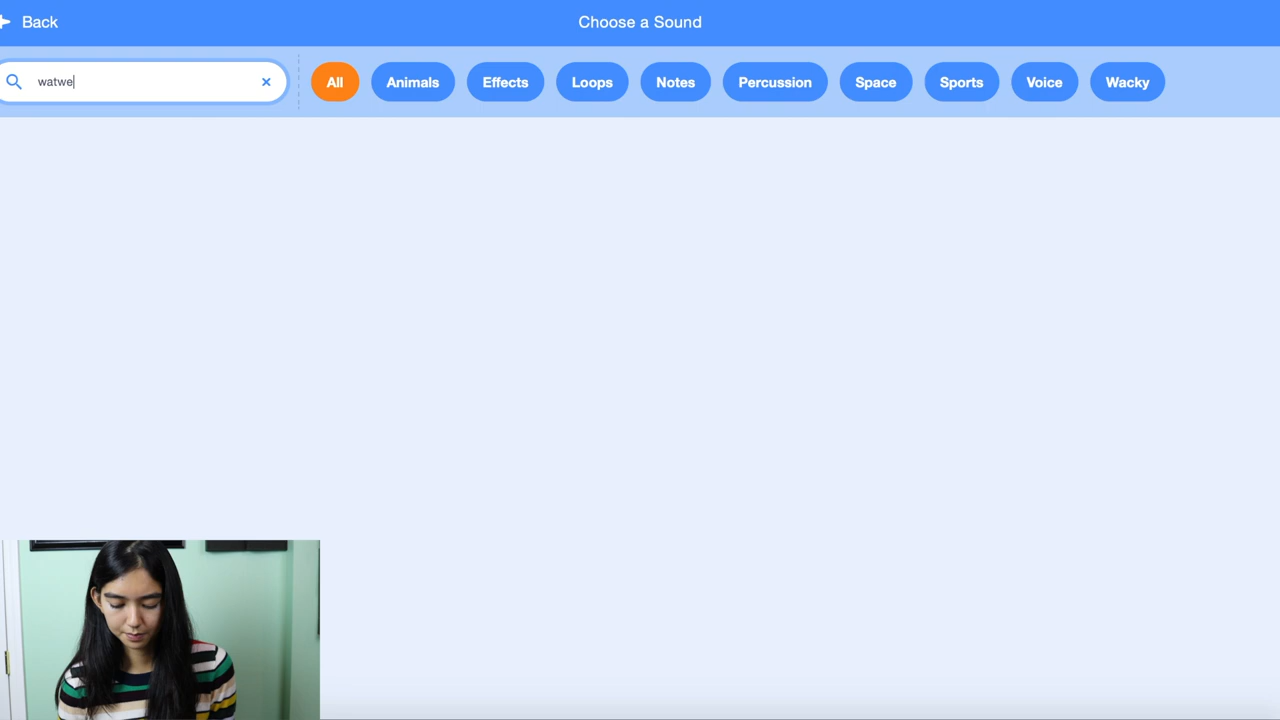 Back
Choose a Sound
watwe
All Animals Effects Loops Notes Percussion Space Sports Voice Wacky